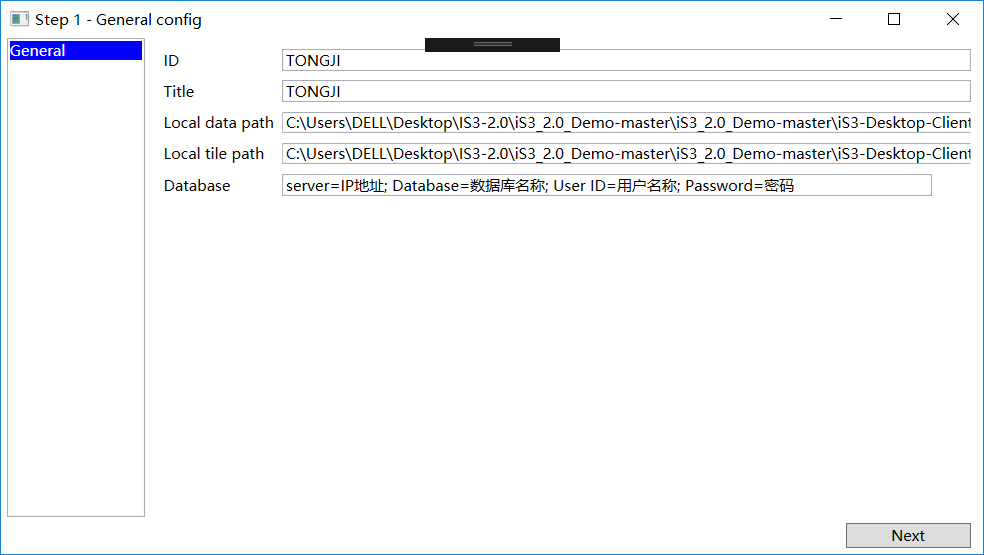 Step 1 - General config
General
ID
TONGJI
Title
TONGJI
Local data path
C:\Users\DELL\Desktop\IS3-2.0\iS3_2.0_Demo-master\iS3_2.0_Demo-master\iS3-Desktop-Client
Local tile path
C:\Users\DELL\Desktop\IS3-2.0\iS3_2.0_Demo-master\iS3_2.0_Demo-master\iS3-Desktop-Client
Database
server=IP地址; Database=数据库名称; User ID=用户名称; Password=密码
Next